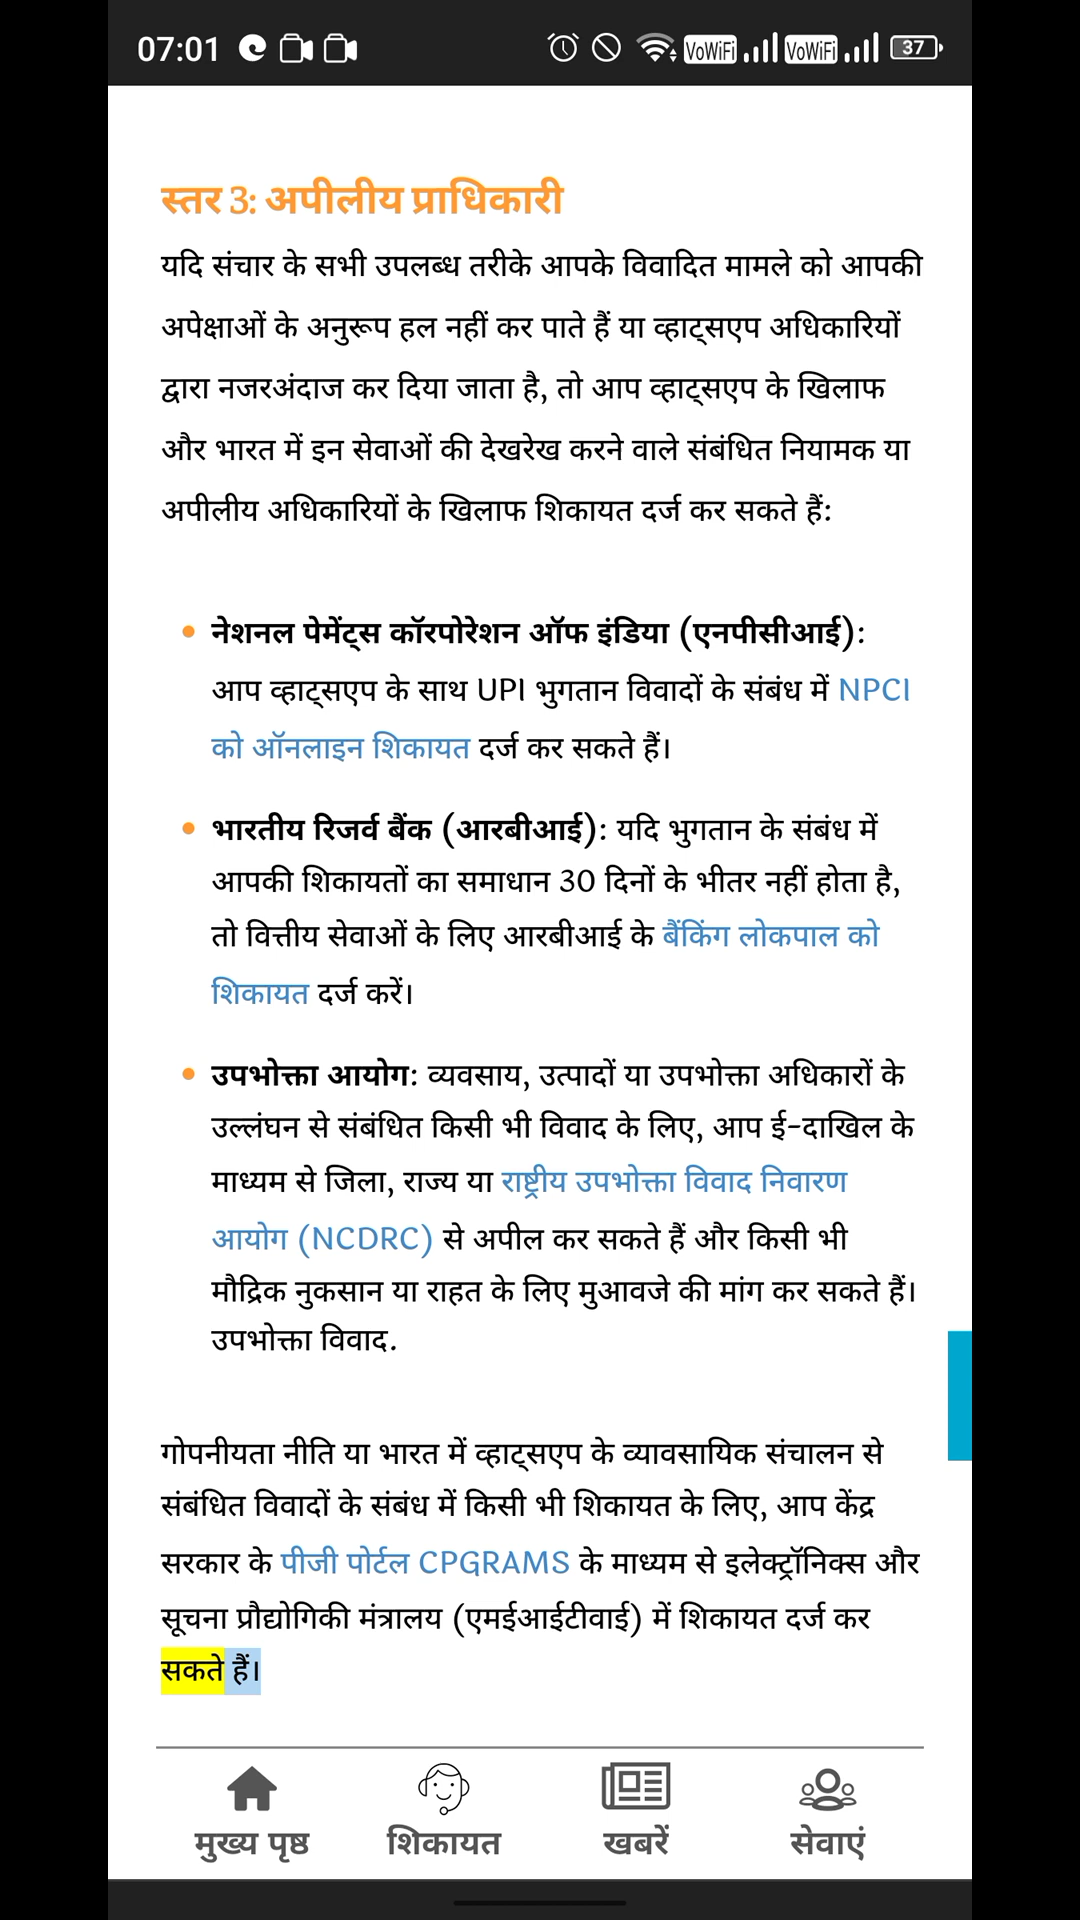 07:01 VoWiFi VoWiFi 37
स्तर 3: अपीलीय प्राधिकारी
यदि संचार के सभी उपलब्ध तरीके आपके विवादित मामले को आपकी
अपेक्षाओं के अनुरूप हल नहीं कर पाते हैं या व्हाट्सएप अधिकारियों
द्वारा नजरअंदाज कर दिया जाता है, तो आप व्हाट्सएप के खिलाफ
और भारत में इन सेवाओं की देखरेख करने वाले संबंधित नियामक या
अपीलीय अधिकारियों के खिलाफ शिकायत दर्ज कर सकते हैं:
• नेशनल पेमेंट्स कॉरपोरेशन ऑफ इंडिया (एनपीसीआई):
आप व्हाट्सएप के साथ UPI भुगतान विवादों के संबंध में NPCI
को ऑनलाइन शिकायत दर्ज कर सकते हैं।
• भारतीय रिजर्व बैंक (आरबीआई): यदि भुगतान के संबंध में
आपकी शिकायतों का समाधान 30 दिनों के भीतर नहीं होता है,
तो वित्तीय सेवाओं के लिए आरबीआई के बैंकिंग लोकपाल को
शिकायत दर्ज करें।
• उपभोक्ता आयोग: व्यवसाय, उत्पादों या उपभोक्ता अधिकारों के
उल्लंघन से संबंधित किसी भी विवाद के लिए, आप ई-दाखिल के
माध्यम से जिला, राज्य या राष्ट्रीय उपभोक्ता विवाद निवारण
आयोग (NCDRC) से अपील कर सकते हैं और किसी भी
मौद्रिक नुकसान या राहत के लिए मुआवजे की मांग कर सकते हैं।
उपभोक्ता विवाद.
गोपनीयता नीति या भारत में व्हाट्सएप के व्यावसायिक संचालन से
संबंधित विवादों के संबंध में किसी भी शिकायत के लिए, आप केंद्र
सरकार के पीजी पोर्टल CPGRAMS के माध्यम से इलेक्ट्रॉनिक्स और
सूचना प्रौद्योगिकी मंत्रालय (एमईआईटीवाई) में शिकायत दर्ज कर
सकते हैं।
मुख्य पृष्ठ शिकायत खबरें सेवाएं